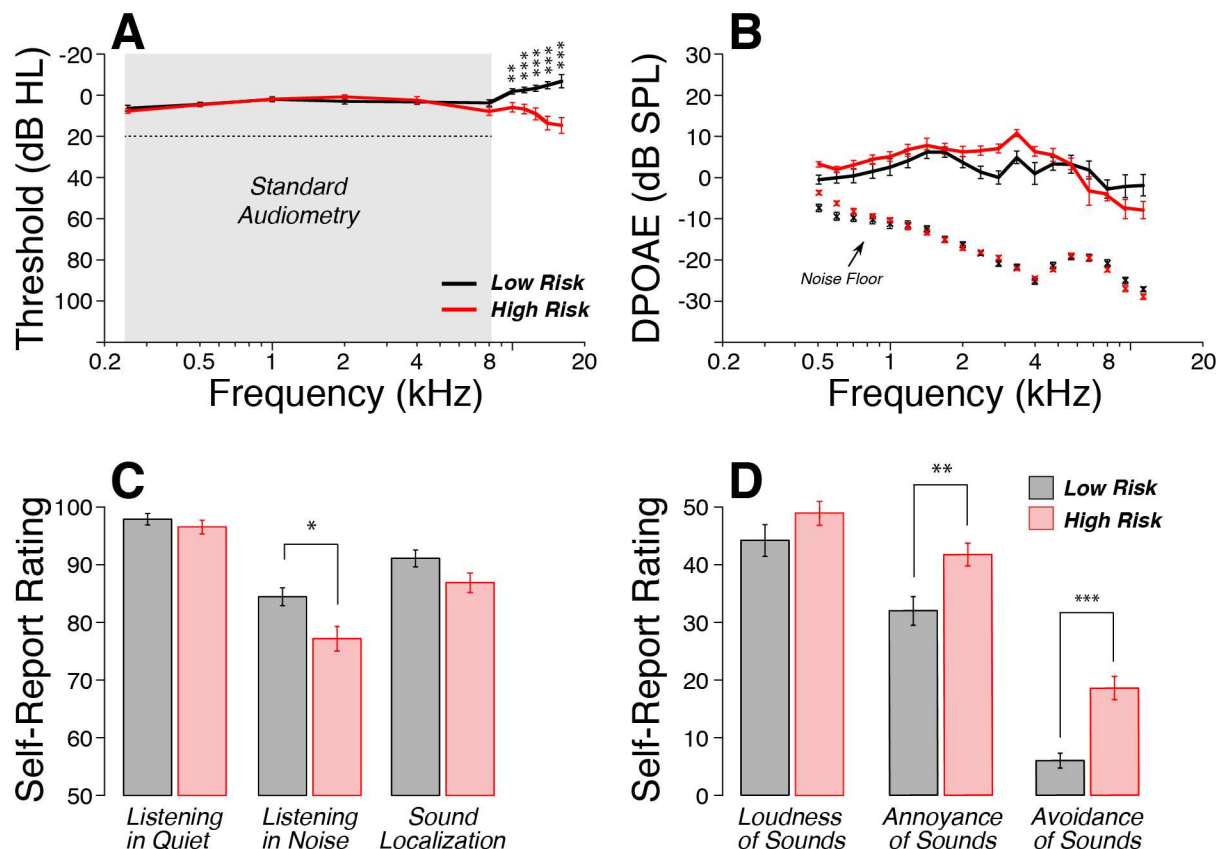 A
Threshold (dB HL)
-20
0
20
40
60
80
100
** *** *** *** ***
Standard
Audiometry
Low Risk
High Risk
0.2 0.5 1 2 4 8 20
Frequency (kHz)
B
DPOAE (dB SPL)
30
20
10
0
-10
-20
-30
Noise Floor
0.2 0.5 1 2 4 8 20
Frequency (kHz)
C
Self-Report Rating
100
90
80
70
60
50
*
Listening
in Quiet
Listening
in Noise
Sound
Localization
D
Self-Report Rating
50
40
30
20
10
0
**
***
Low Risk
High Risk
Loudness
of Sounds
Annoyance
of Sounds
Avoidance
of Sounds